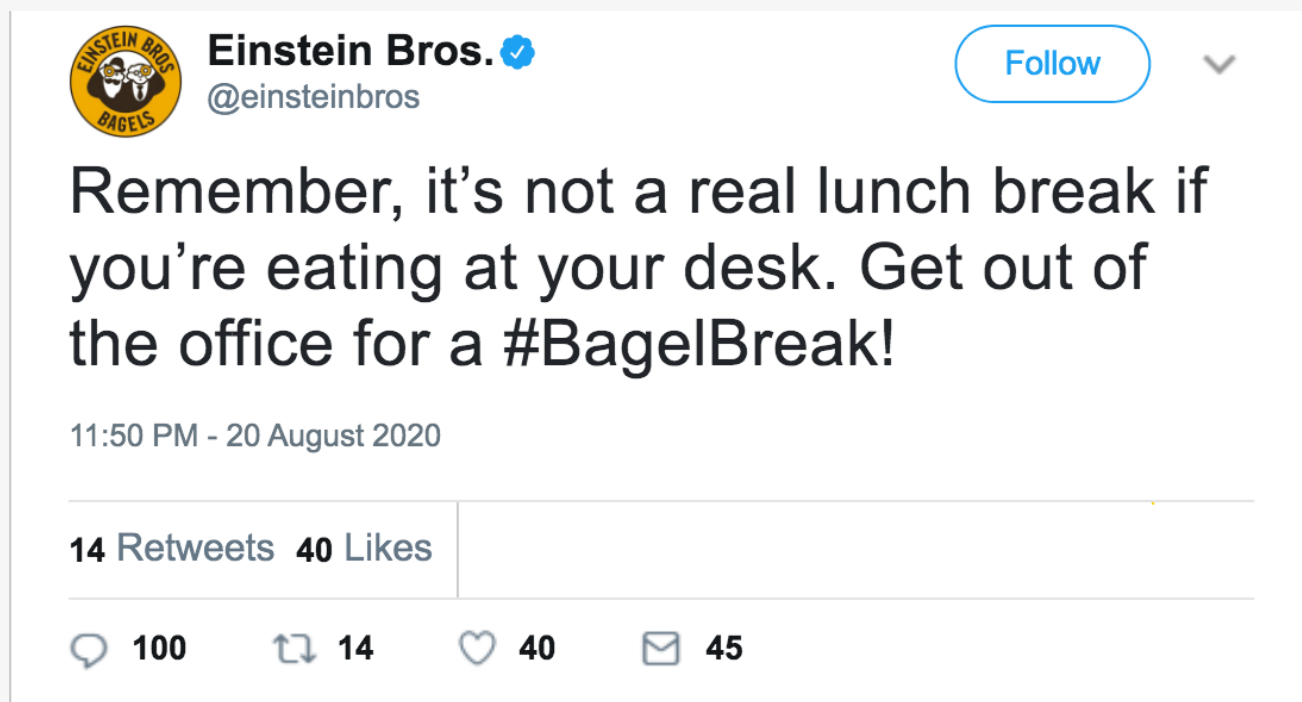 EINSTEIN BROS
BAGELS
Einstein Bros.
@einsteinbros
Follow
Remember, it’s not a real lunch break if
you’re eating at your desk. Get out of
the office for a #BagelBreak!
11:50 PM - 20 August 2020
14 Retweets 40 Likes
100 14 40 45